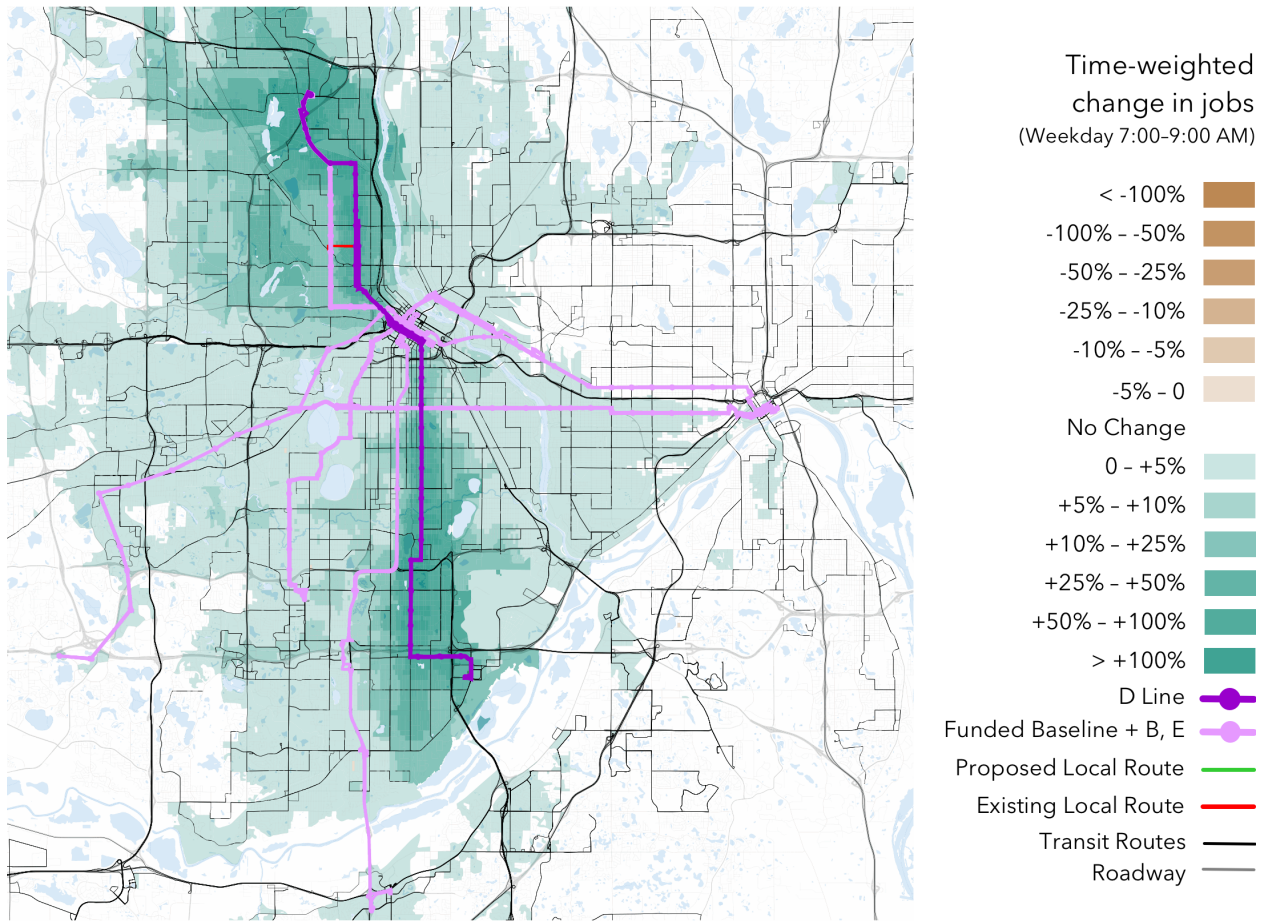 Time-weighted
change in jobs
(Weekday 7:00–9:00 AM)
< -100%
-100% – -50%
-50% – -25%
-25% – -10%
-10% – -5%
-5% – 0
No Change
0 – +5%
+5% – +10%
+10% – +25%
+25% – +50%
+50% – +100%
> +100%
D Line
Funded Baseline + B, E
Proposed Local Route
Existing Local Route
Transit Routes
Roadway